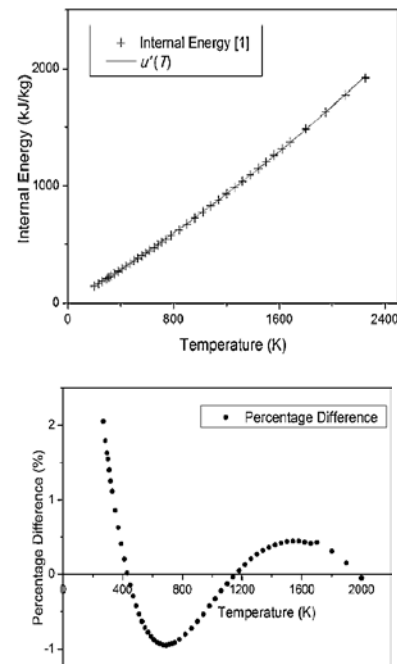 Internal Energy [1]
u'(T)
Internal Energy (kJ/kg)
2000
1000
0
0 800 1600 2400
Temperature (K)
Percentage Difference
Percentage Difference (%)
2
1
0
-1
400 800 1200 1600 2000
Temperature (K)